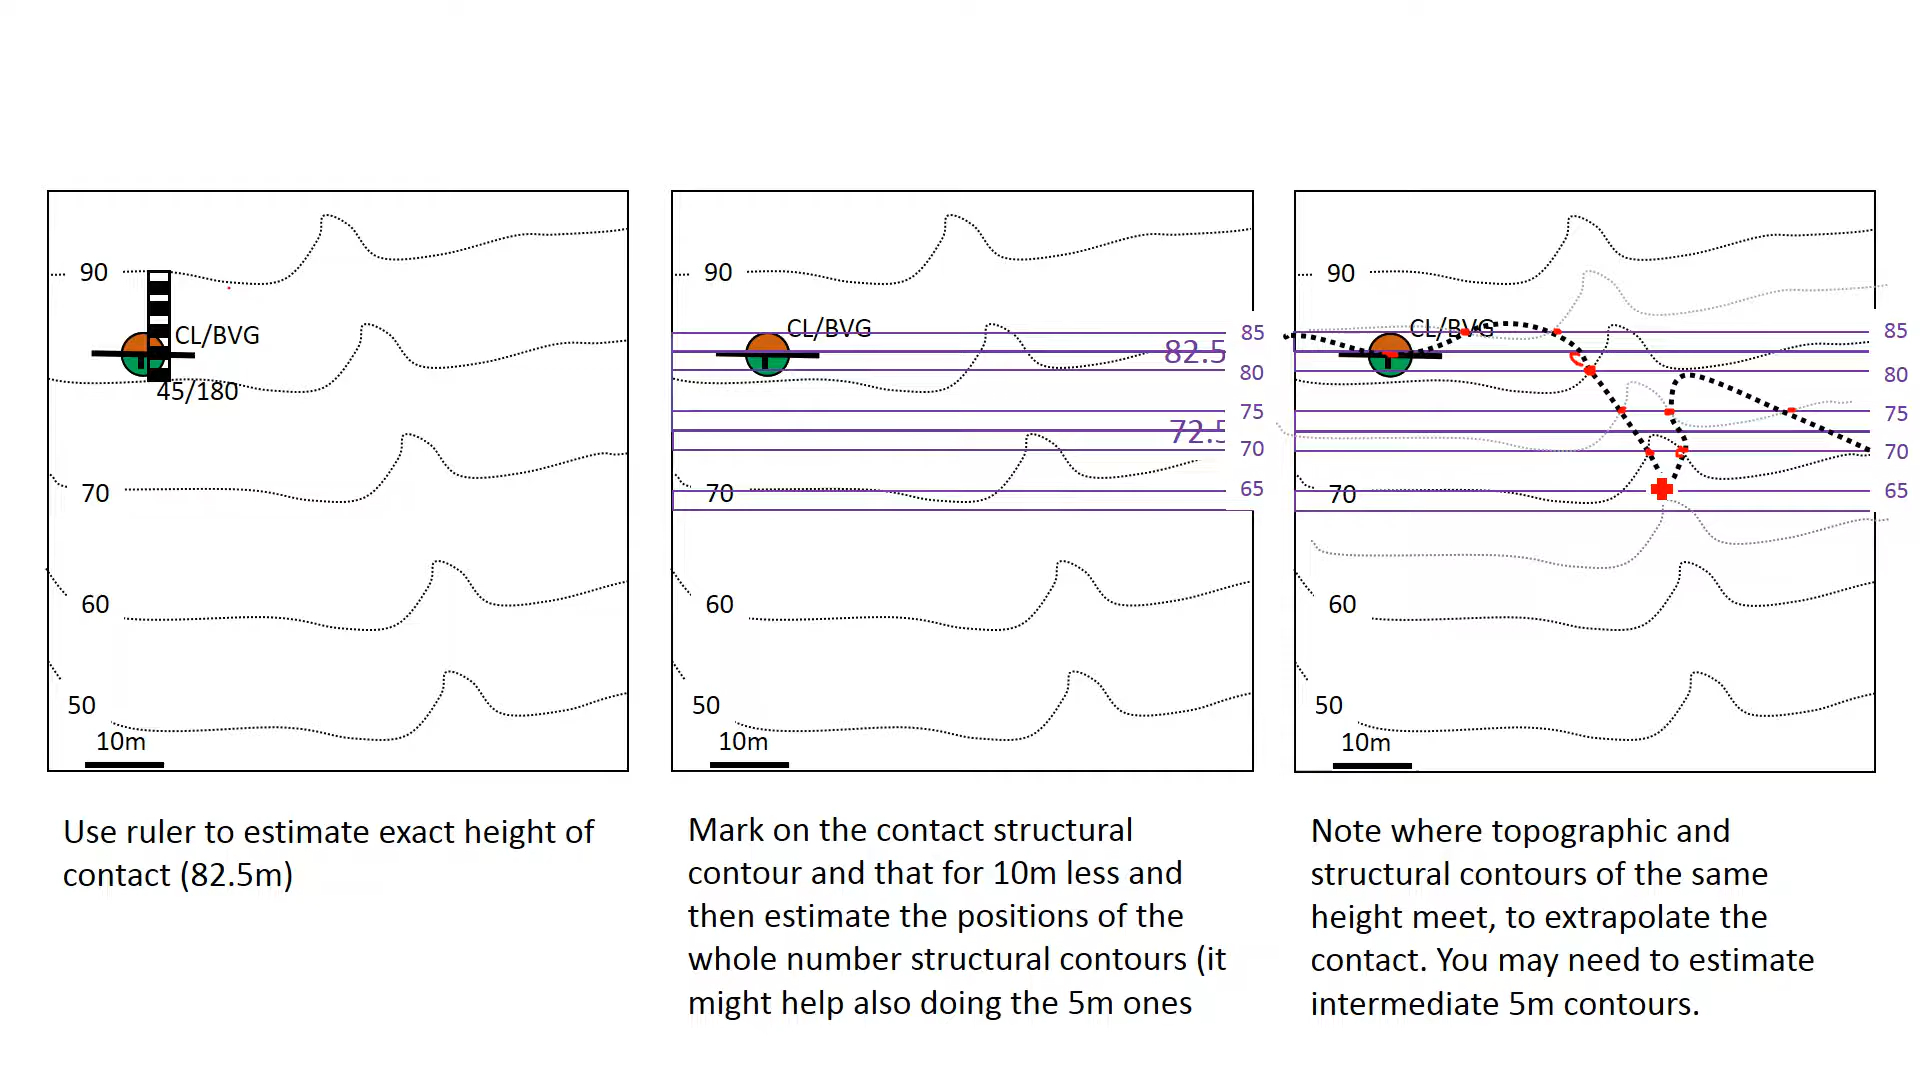 90
CL/BVG
45/180
70
60
50
10m
Use ruler to estimate exact height of
contact (82.5m)
90
CL/BVG
85
82.5
80
75
72.5
70
70
65
60
50
10m
Mark on the contact structural
contour and that for 10m less and
then estimate the positions of the
whole number structural contours (it
might help also doing the 5m ones
90
CL/BVG
85
80
75
70
70
65
60
50
10m
Note where topographic and
structural contours of the same
height meet, to extrapolate the
contact. You may need to estimate
intermediate 5m contours.